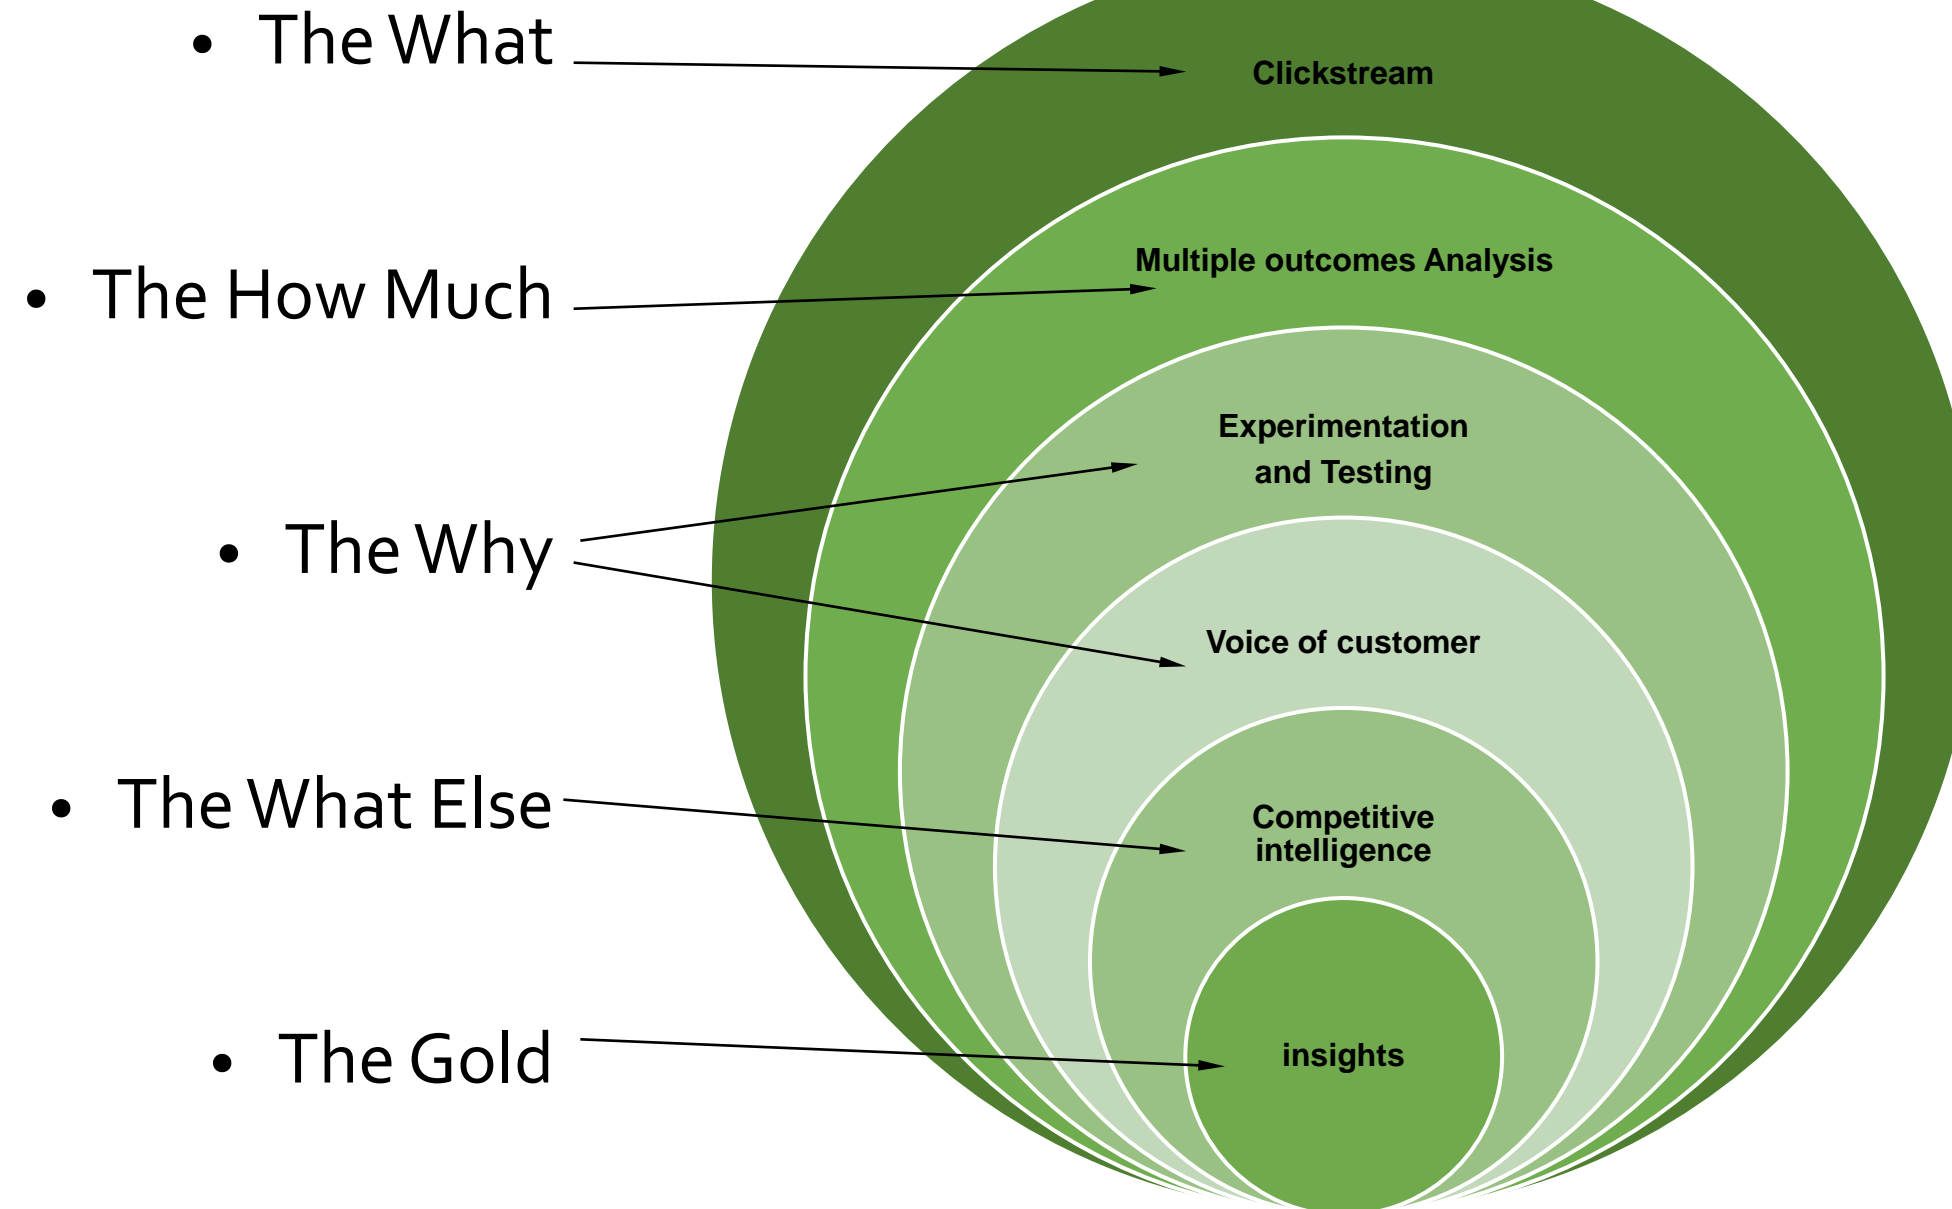 • The What
Clickstream
• The How Much
Multiple outcomes Analysis
• The Why
Experimentation
and Testing
Voice of customer
• The What Else
Competitive
intelligence
• The Gold
insights